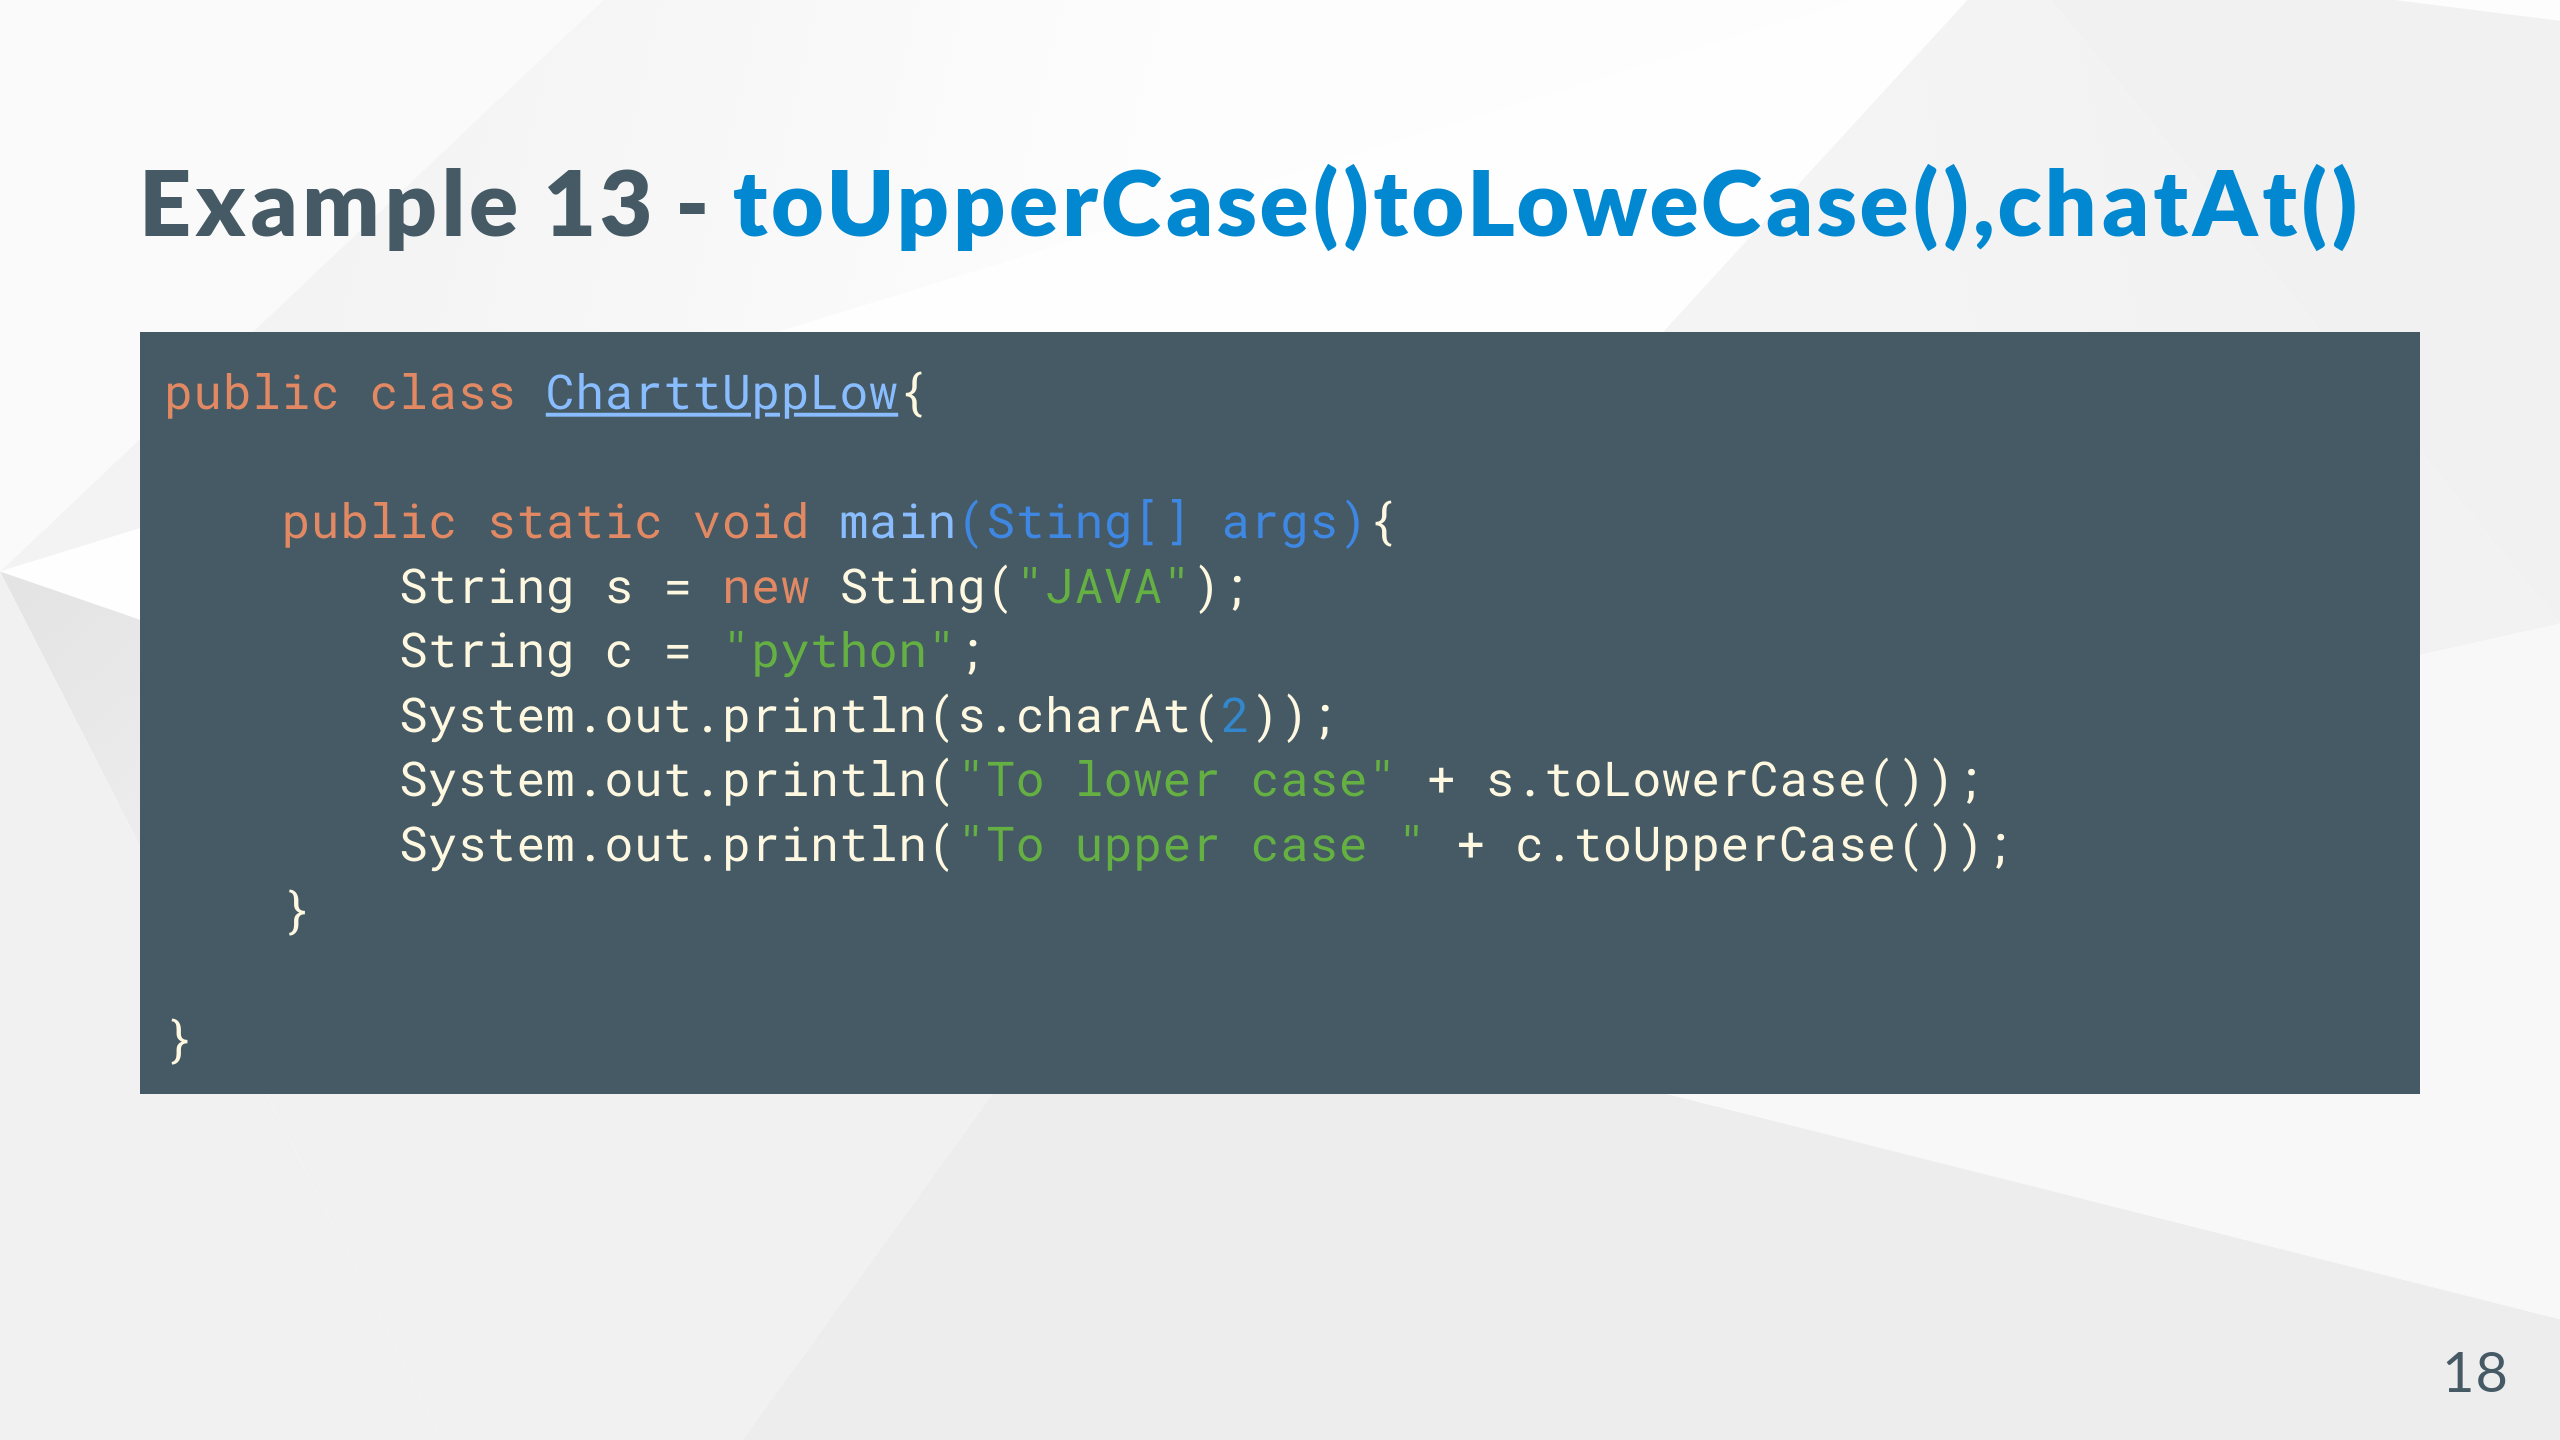 Example 13 - toUpperCase()toLoweCase(),chatAt()
public class CharttUppLow{
    public static void main(Sting[] args){
        String s = new Sting("JAVA");
        String c = "python";
        System.out.println(s.charAt(2));
        System.out.println("To lower case" + s.toLowerCase());
        System.out.println("To upper case " + c.toUpperCase());
    }
}
18